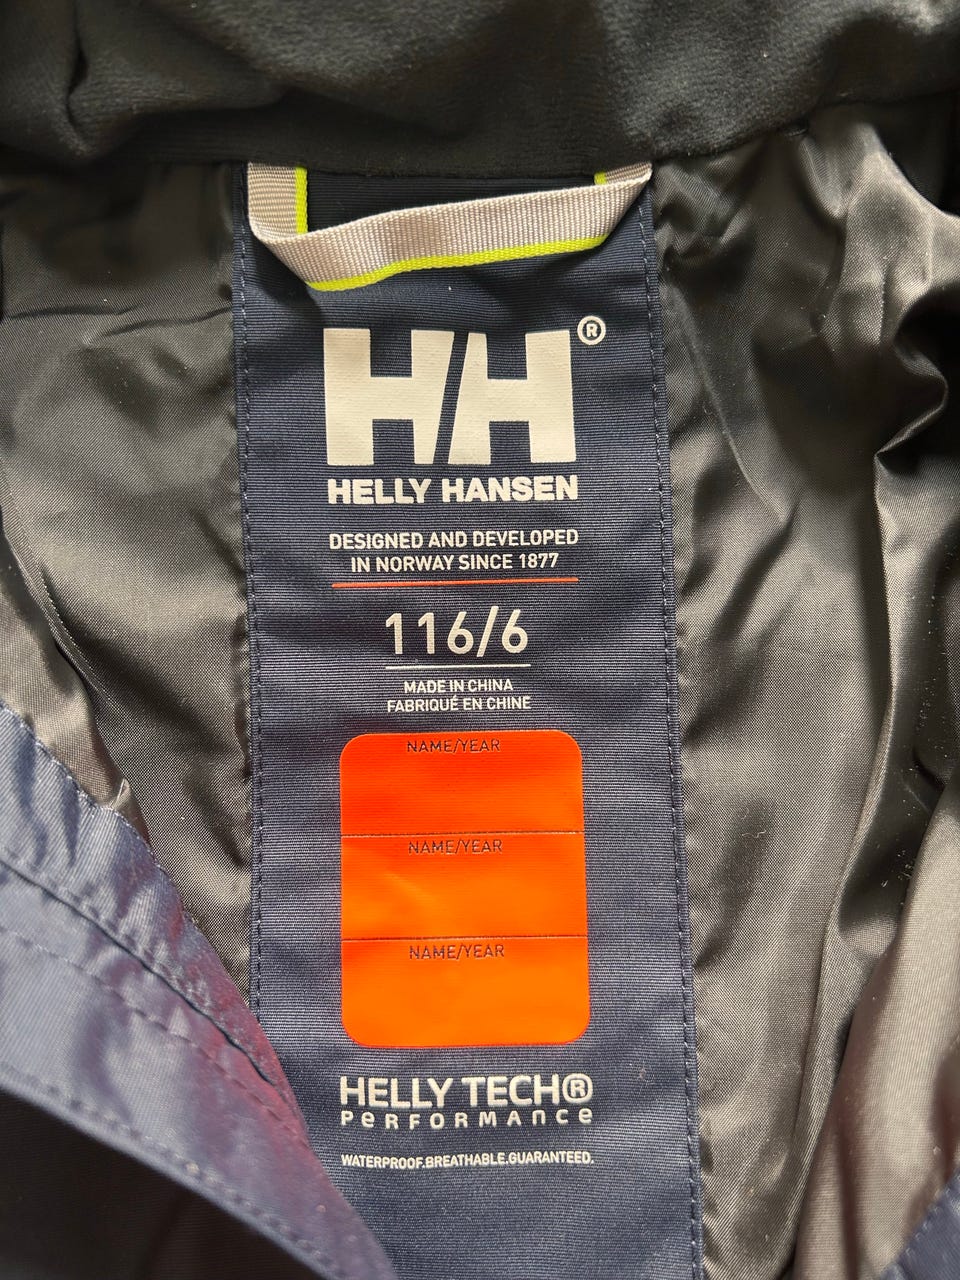 HH®
HELLY HANSEN
DESIGNED AND DEVELOPED
IN NORWAY SINCE 1877
116/6
MADE IN CHINA
FABRIQUÉ EN CHINE
NAME/YEAR
NAME/YEAR
NAME/YEAR
HELLY TECH®
PERFORMANCE
WATERPROOF.BREATHABLE.GUARANTEED.